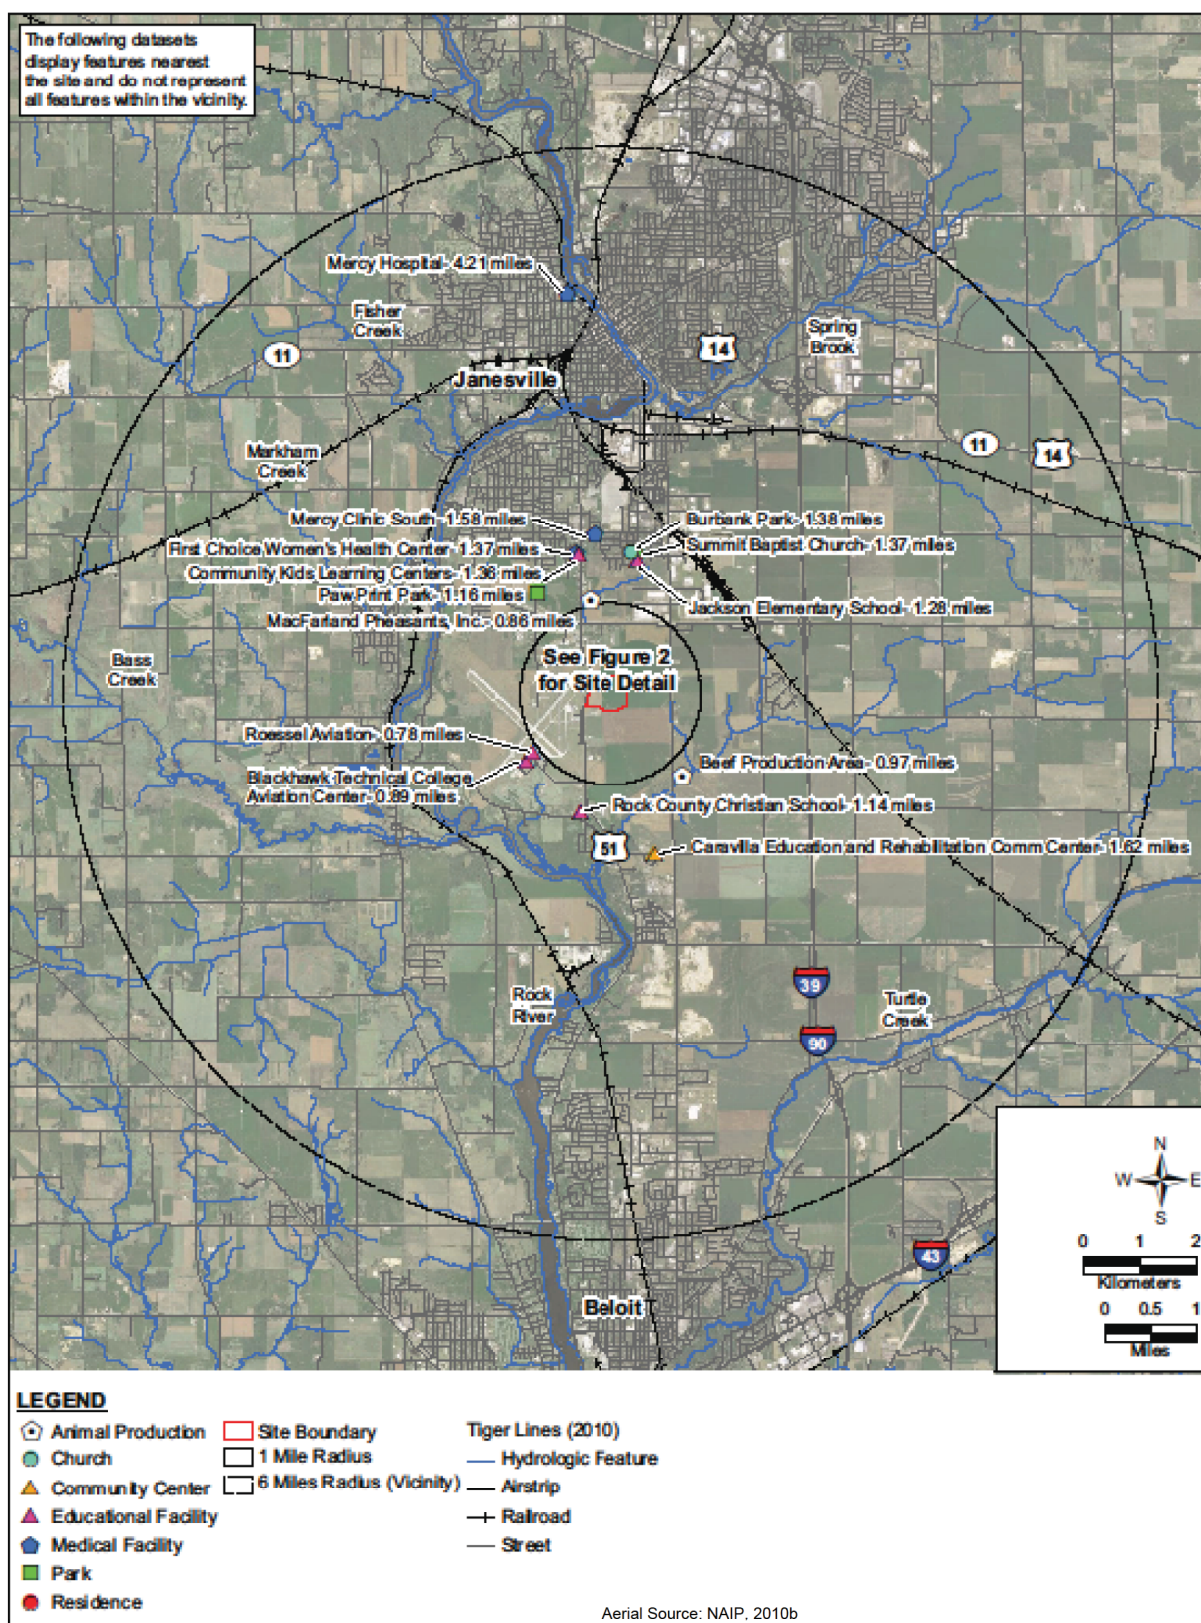 The following datasets
display features nearest
the site and do not represent
all features within the vicinity.
Mercy Hospital- 4.21 miles
Fisher
Creek
11
14
Spring
Brook
Janesville
Markham
Creek
11
14
Mercy Clinic South -1.58 miles
Burbank Park- 1.38 miles
First Choice Women's Health Center- 1.37 miles
Summit Baptist Church- 1.37 miles
Community Kids Learning Centers- 1.36 miles
Paw Print Park- 1.16 miles
Jackson Elementary School- 1.28 miles
MacFarland Pheasants, Inc.- 0.86 miles
Bass
Creek
See Figure 2
for Site Detail
Roessel Aviation- 0.78 miles
Beef Production Area- 0.97 miles
Blackhawk Technical College
Aviation Center- 0.89 miles
Rock County Christian School- 1.14 miles
51
Caravilla Education and Rehabilitation Comm Center- 1.62 miles
39
Rock
River
Turtle
Creek
90
N
W E
S
0 1 2
Kilometers
0 0.5 1
Miles
43
Beloit
LEGEND
Animal Production
Church
Community Center
Educational Facility
Medical Facility
Park
Residence
Site Boundary
1 Mile Radius
6 Miles Radius (Vicinity)
Tiger Lines (2010)
Hydrologic Feature
Airstrip
Railroad
Street
Aerial Source: NAIP, 2010b